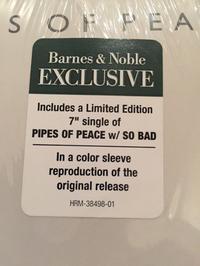 S OF PEA
Barnes & Noble
EXCLUSIVE
Includes a Limited Edition
7" single of
PIPES OF PEACE w/ SO BAD
In a color sleeve
reproduction of the
original release
HRM-38498-01